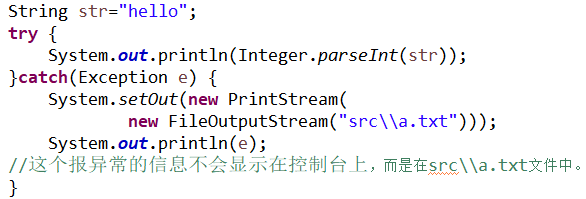 String str="hello";
try {
System.out.println(Integer.parseInt(str));
}catch(Exception e) {
System.setOut(new PrintStream(
new FileOutputStream("src\\a.txt")));
System.out.println(e);
//这个报异常的信息不会显示在控制台上，而是在src\\a.txt文件中。
}